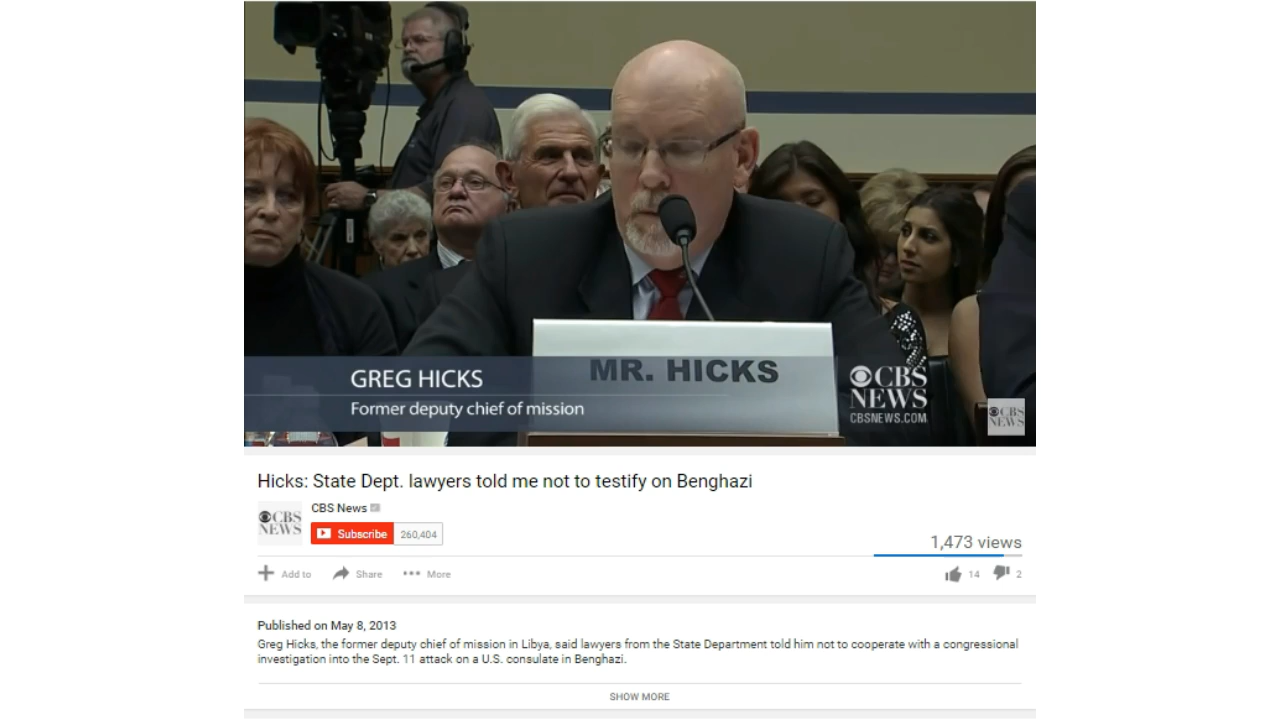 MR. HICKS
GREG HICKS
Former deputy chief of mission
CBS
NEWS
CBSNEWS.COM
CBS
NEWS
Hicks: State Dept. lawyers told me not to testify on Benghazi
CBS
NEWS
CBS News
Subscribe 260,404
1,473 views
Add to Share More 14 2
Published on May 8, 2013
Greg Hicks, the former deputy chief of mission in Libya, said lawyers from the State Department told him not to cooperate with a congressional
investigation into the Sept. 11 attack on a U.S. consulate in Benghazi.
SHOW MORE